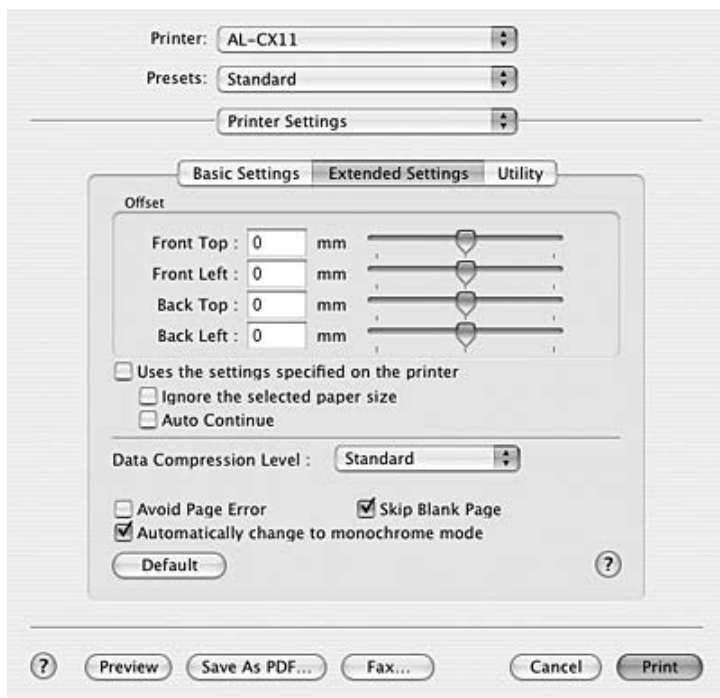 Printer: AL-CX11
Presets: Standard
Printer Settings
Basic Settings Extended Settings Utility
Offset
Front Top : 0 mm
Front Left : 0 mm
Back Top : 0 mm
Back Left : 0 mm
Uses the settings specified on the printer
Ignore the selected paper size
Auto Continue
Data Compression Level : Standard
Avoid Page Error Skip Blank Page
Automatically change to monochrome mode
Default ?
? Preview Save As PDF... Fax... Cancel Print